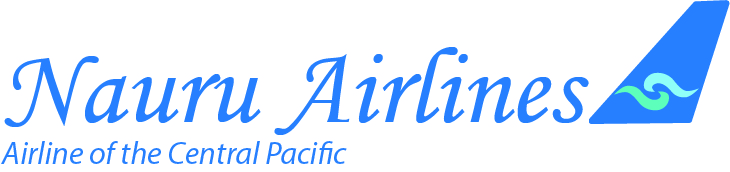 Nauru Airlines
Airline of the Central Pacific